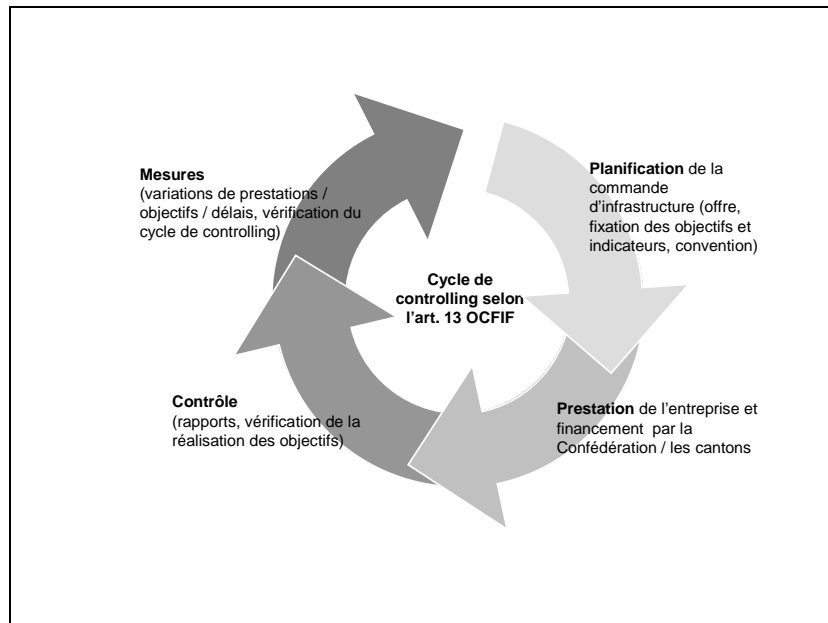 Mesures
(variations de prestations /
objectifs / délais, vérification du
cycle de controlling)
Planification de la
commande
d'infrastructure (offre,
fixation des objectifs et
indicateurs, convention)
Cycle de
controlling selon
l'art. 13 OCFIF
Contrôle
(rapports, vérification de la
réalisation des objectifs)
Prestation de l'entreprise et
financement par la
Confédération / les cantons